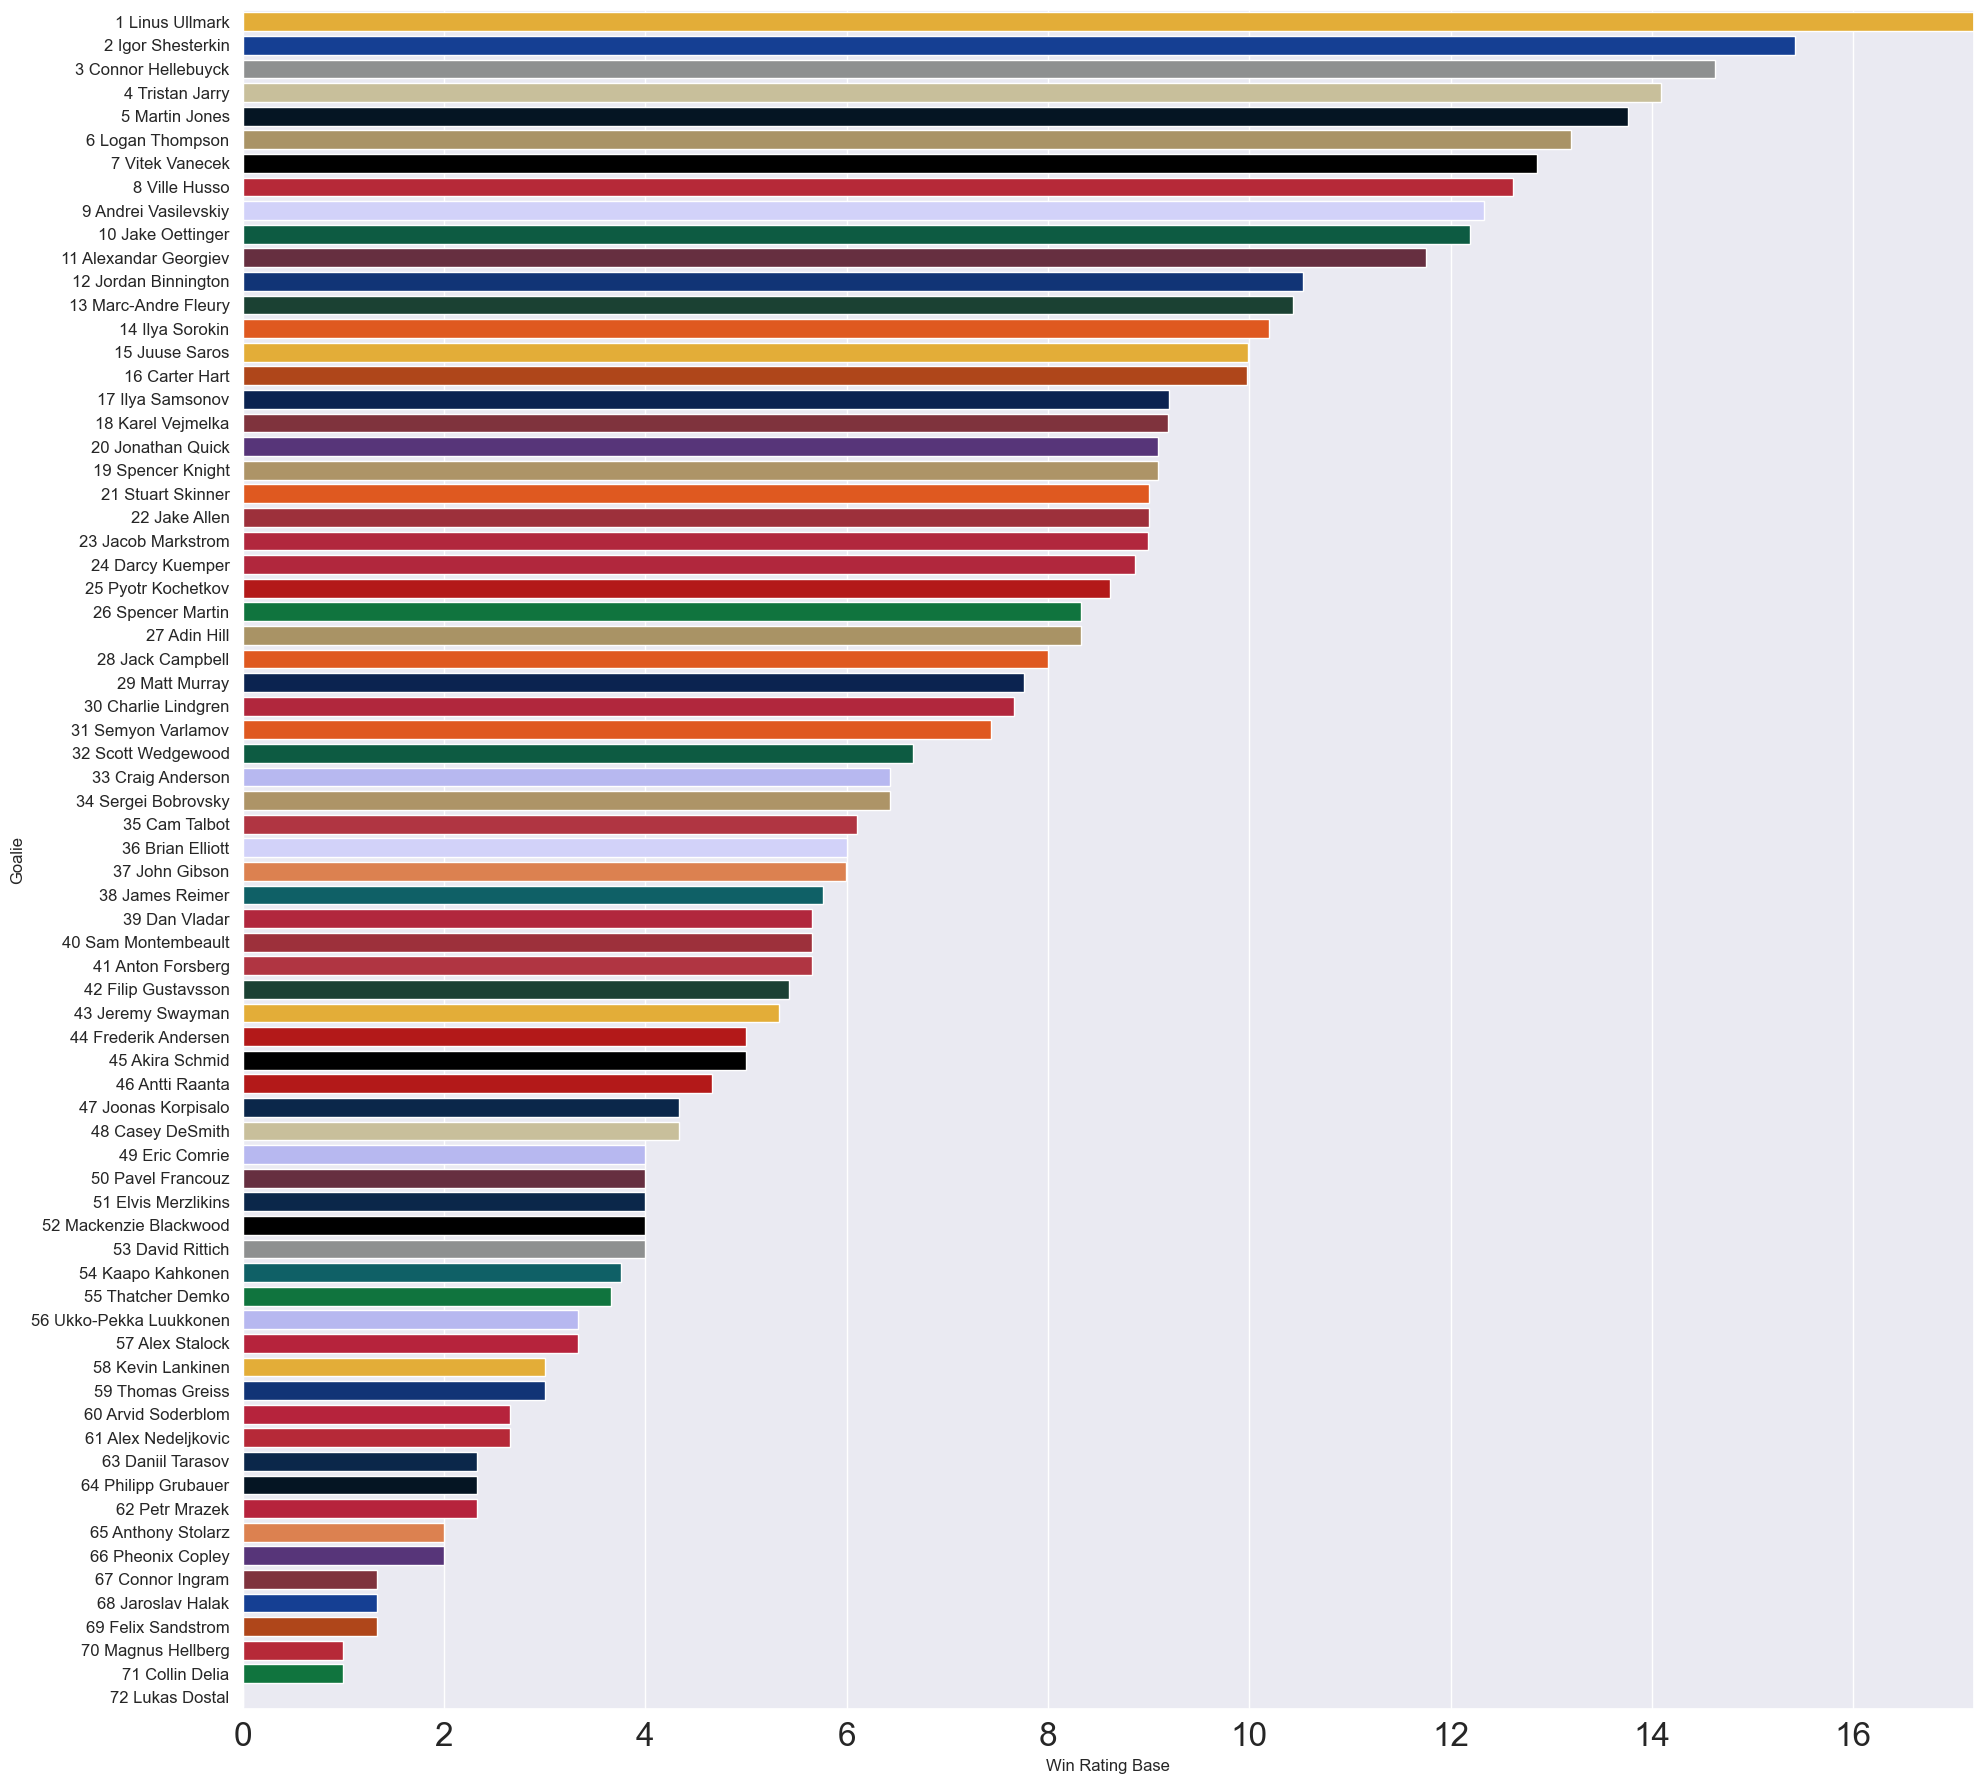 1 Linus Ullmark
2 Igor Shesterkin
3 Connor Hellebuyck
4 Tristan Jarry
5 Martin Jones
6 Logan Thompson
7 Vitek Vanecek
8 Ville Husso
9 Andrei Vasilevskiy
10 Jake Oettinger
11 Alexandar Georgiev
12 Jordan Binnington
13 Marc-Andre Fleury
14 Ilya Sorokin
15 Juuse Saros
16 Carter Hart
17 Ilya Samsonov
18 Karel Vejmelka
20 Jonathan Quick
19 Spencer Knight
21 Stuart Skinner
22 Jake Allen
23 Jacob Markstrom
24 Darcy Kuemper
25 Pyotr Kochetkov
26 Spencer Martin
27 Adin Hill
28 Jack Campbell
29 Matt Murray
30 Charlie Lindgren
31 Semyon Varlamov
32 Scott Wedgewood
33 Craig Anderson
34 Sergei Bobrovsky
35 Cam Talbot
36 Brian Elliott
37 John Gibson
38 James Reimer
39 Dan Vladar
40 Sam Montembeault
41 Anton Forsberg
42 Filip Gustavsson
43 Jeremy Swayman
44 Frederik Andersen
45 Akira Schmid
46 Antti Raanta
47 Joonas Korpisalo
48 Casey DeSmith
49 Eric Comrie
50 Pavel Francouz
51 Elvis Merzlikins
52 Mackenzie Blackwood
53 David Rittich
54 Kaapo Kahkonen
55 Thatcher Demko
56 Ukko-Pekka Luukkonen
57 Alex Stalock
58 Kevin Lankinen
59 Thomas Greiss
60 Arvid Soderblom
61 Alex Nedeljkovic
63 Daniil Tarasov
64 Philipp Grubauer
62 Petr Mrazek
65 Anthony Stolarz
66 Pheonix Copley
67 Connor Ingram
68 Jaroslav Halak
69 Felix Sandstrom
70 Magnus Hellberg
71 Collin Delia
72 Lukas Dostal
Goalie
0 2 4 6 8 10 12 14 16
Win Rating Base